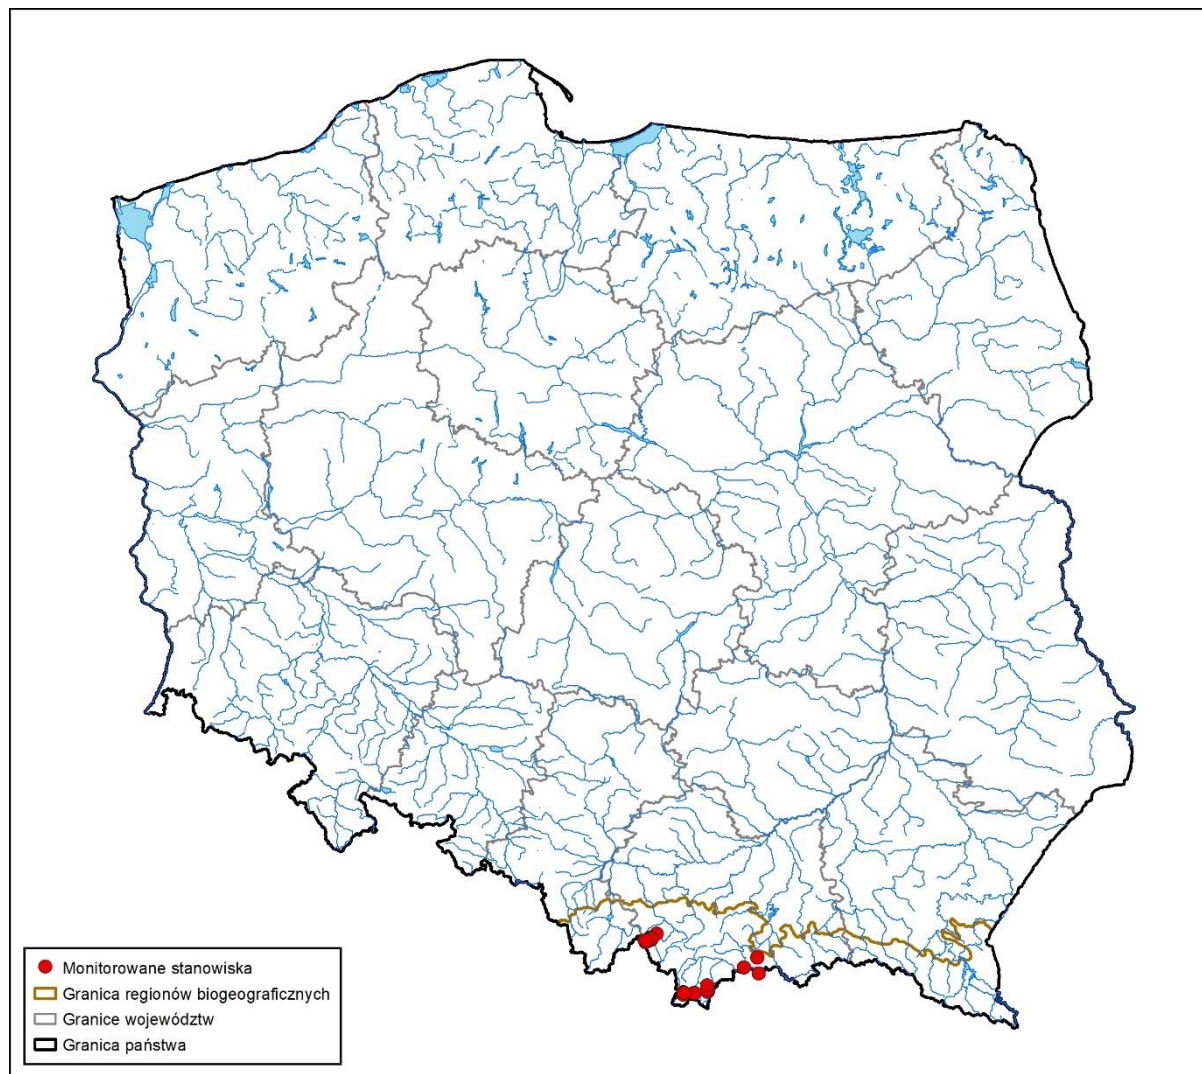 Monitorowane stanowiska
Granica regionów biogeograficznych
Granice województw
Granica państwa